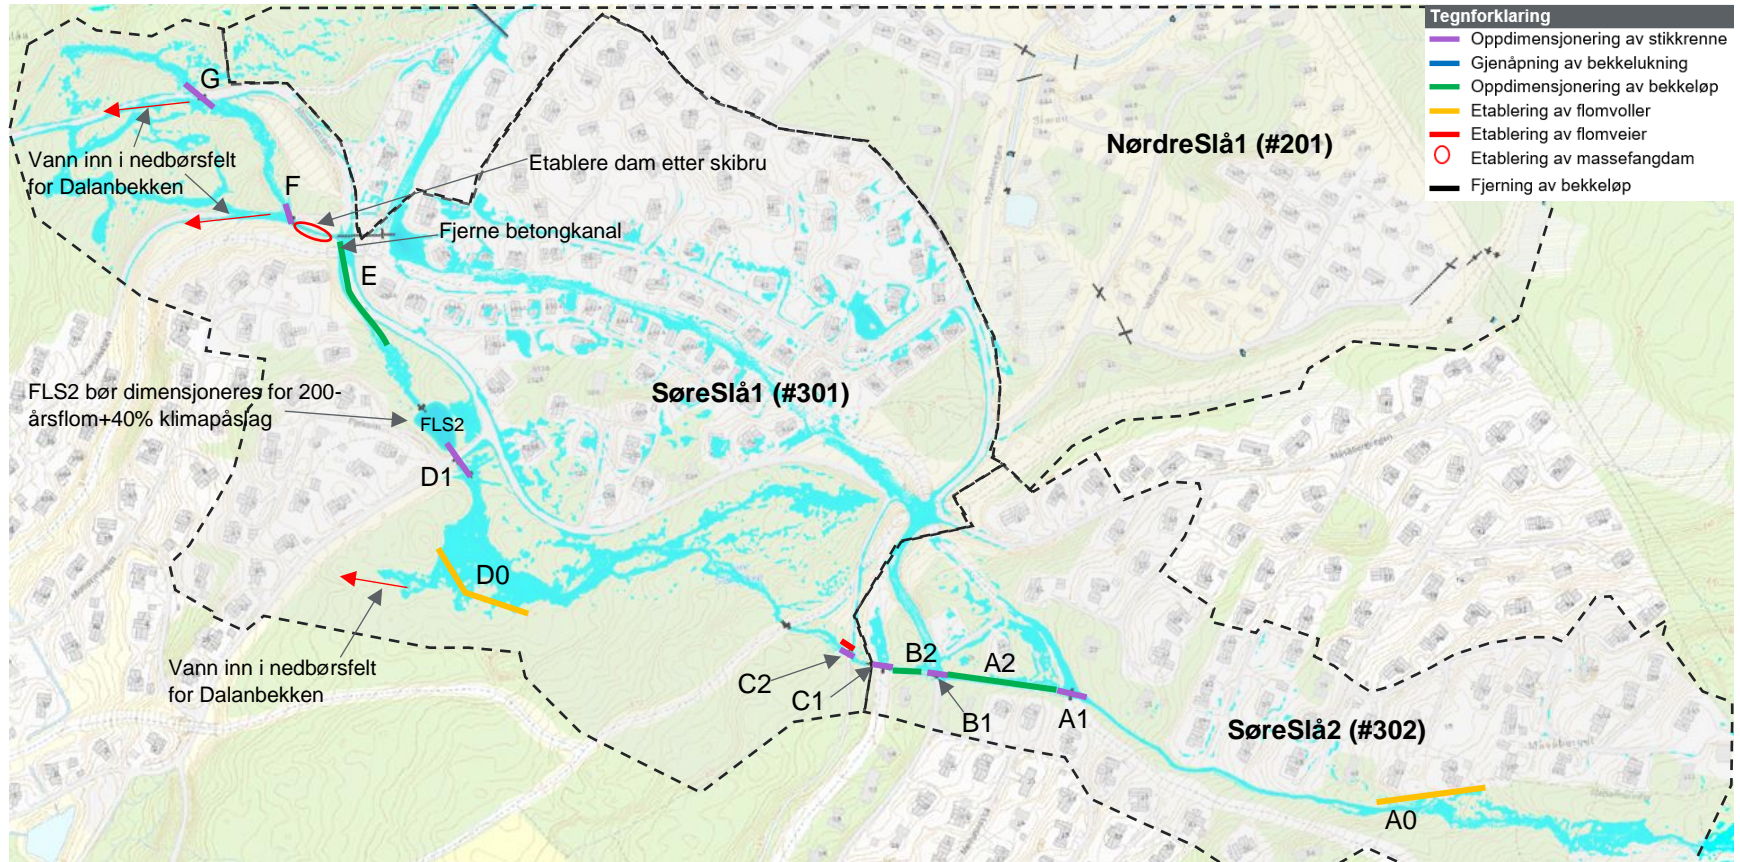 Tegnforklaring
Oppdimensjonering av stikkrenne
Gjenåpning av bekkelukning
Oppdimensjonering av bekkeløp
Etablering av flomvoller
Etablering av flomveier
Etablering av massefangdam
Fjerning av bekkeløp
G
NørdreSlå1 (#201)
Vann inn i nedbørsfelt
for Dalanbekken
Etablere dam etter skibru
F
Fjerne betongkanal
E
FLS2 bør dimensjoneres for 200-
årsflom+40% klimapåslag
SøreSlå1 (#301)
FLS2
D1
D0
Vann inn i nedbørsfelt
for Dalanbekken
C2
C1
B2
A2
B1
A1
SøreSlå2 (#302)
A0